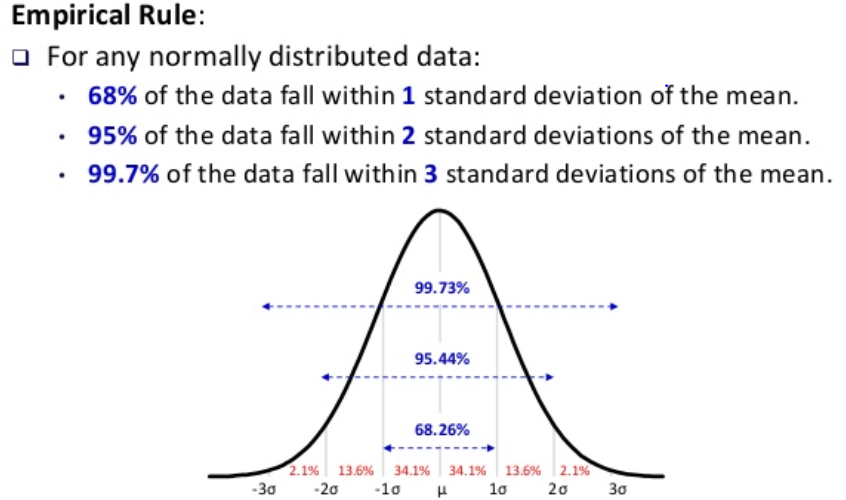 Empirical Rule:
For any normally distributed data:
68% of the data fall within 1 standard deviation of the mean.
95% of the data fall within 2 standard deviations of the mean.
99.7% of the data fall within 3 standard deviations of the mean.
99.73%
95.44%
68.26%
2.1% 13.6% 34.1% 34.1% 13.6% 2.1%
-3σ -2σ -1σ μ 1σ 2σ 3σ